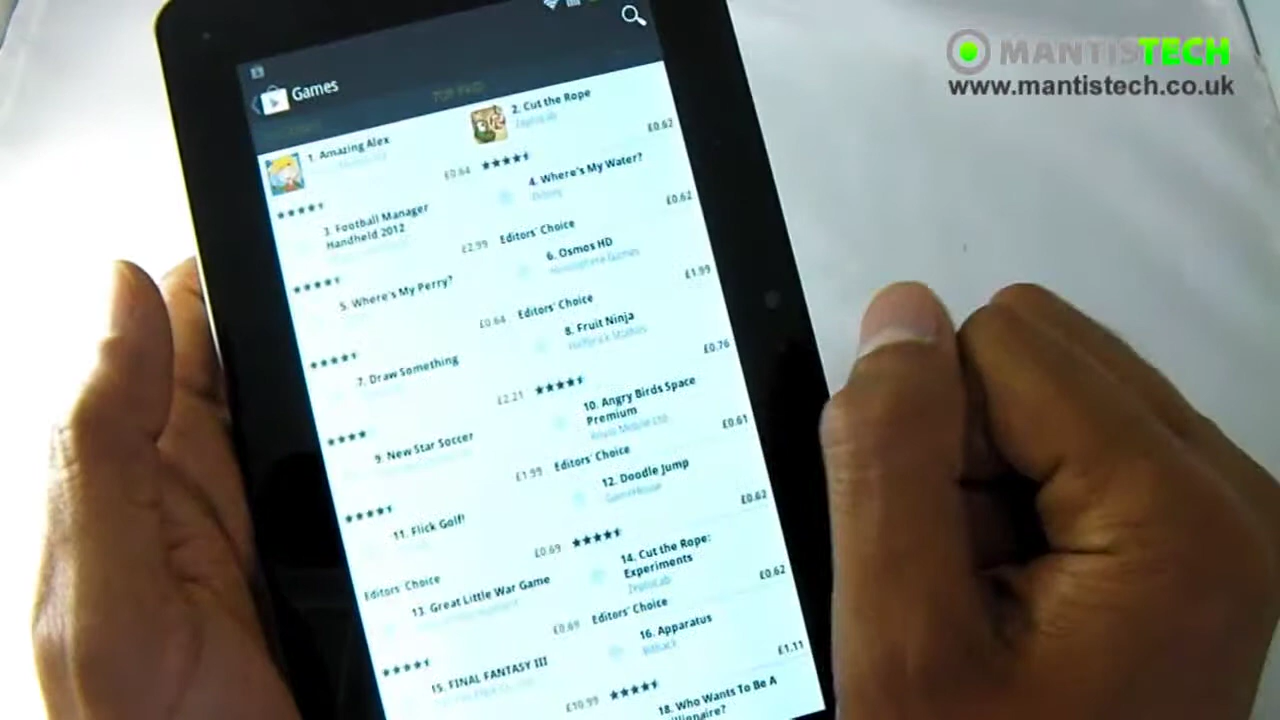 MANTISTECH
www.mantistech.co.uk
Games
TOP PAID
1. Amazing Alex
£0.64
2. Cut the Rope
ZeptoLab
£0.62
3. Football Manager
Handheld 2012
£2.99
4. Where's My Water?
Disney
£0.62
Editors' Choice
5. Where's My Perry?
£0.64
6. Osmos HD
Hemisphere Games
£1.99
Editors' Choice
7. Draw Something
£2.21
8. Fruit Ninja
Halfbrick Studios
£0.76
9. New Star Soccer
£1.99
10. Angry Birds Space
Premium
Rovio Mobile Ltd.
£0.61
Editors' Choice
11. Flick Golf!
£0.69
Editors' Choice
12. Doodle Jump
GameHouse
£0.62
13. Great Little War Game
£0.69
14. Cut the Rope:
Experiments
ZeptoLab
£0.62
Editors' Choice
15. FINAL FANTASY III
£10.99
16. Apparatus
BitHack
£1.11
18. Who Wants To Be A